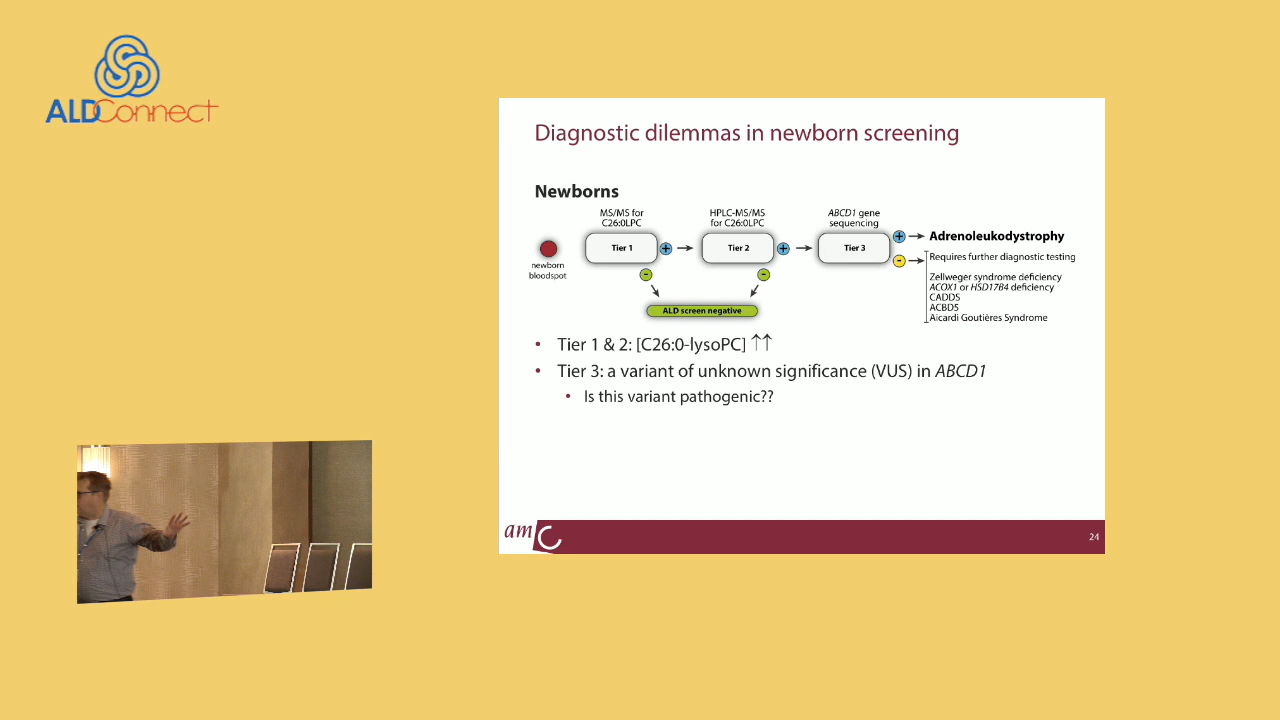 ALDConnect
Diagnostic dilemmas in newborn screening
Newborns
newborn
bloodspot
MS/MS for
C26:0LPC
Tier 1
+
-
HPLC-MS/MS
for C26:0LPC
Tier 2
+
-
ALD screen negative
ABCD1 gene
sequencing
Tier 3
+
-
Adrenoleukodystrophy
Requires further diagnostic testing
Zellweger syndrome deficiency
ACOX1 or HSD17B4 deficiency
CADDS
ACBD5
Aicardi Goutières Syndrome
• Tier 1 & 2: [C26:0-lysoPC] ↑↑
• Tier 3: a variant of unknown significance (VUS) in ABCD1
• Is this variant pathogenic??
amC
24